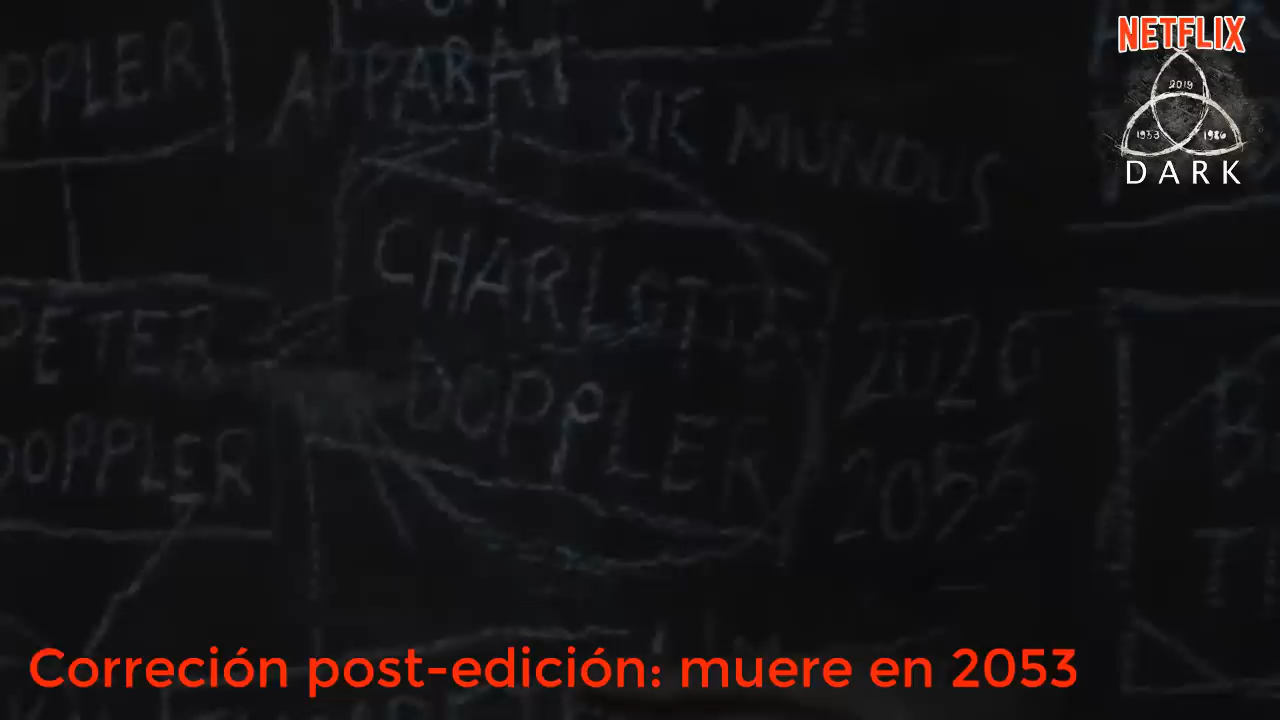 NETFLIX
2019
1953 1986
DARK
PPLER
APPARAT
SIC MUNDUS
CHARLOTTE
DOPPLER
2020
2053
PETER
DOPPLER
Correción post-edición: muere en 2053